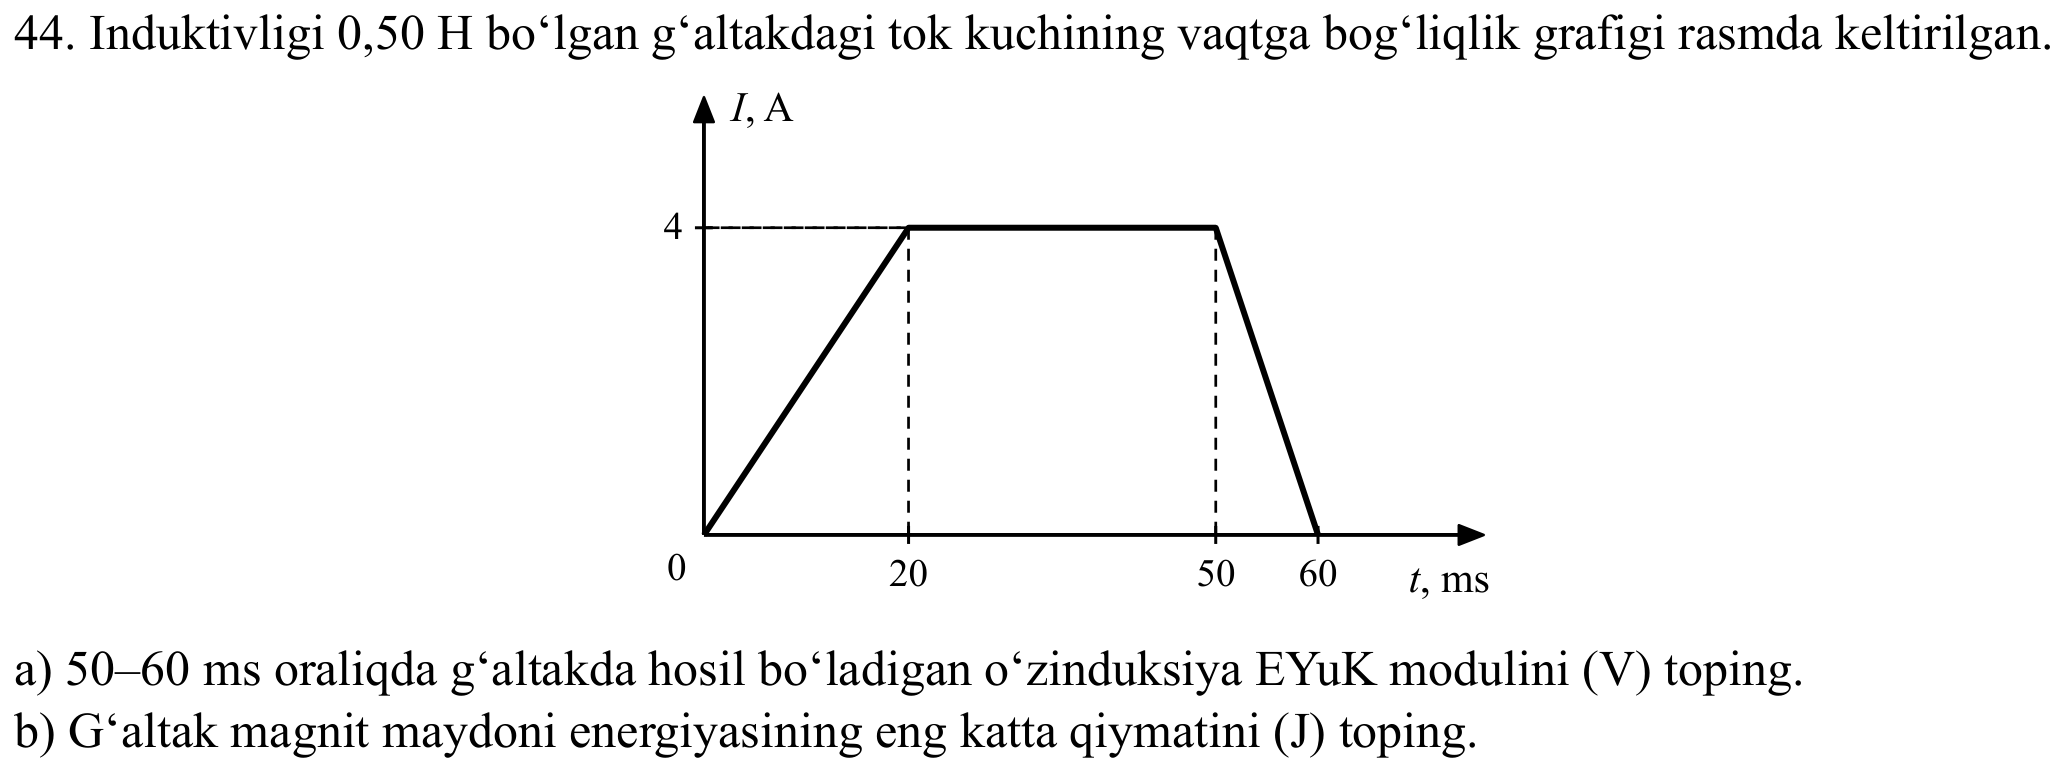 44. Induktivligi 0,50 H bo‘lgan g‘altakdagi tok kuchining vaqtga bog‘liqlik grafigi rasmda keltirilgan.
I, A
4
0
20
50
60
t, ms
a) 50–60 ms oraliqda g‘altakda hosil bo‘ladigan o‘zinduksiya EYuK modulini (V) toping.
b) G‘altak magnit maydoni energiyasining eng katta qiymatini (J) toping.